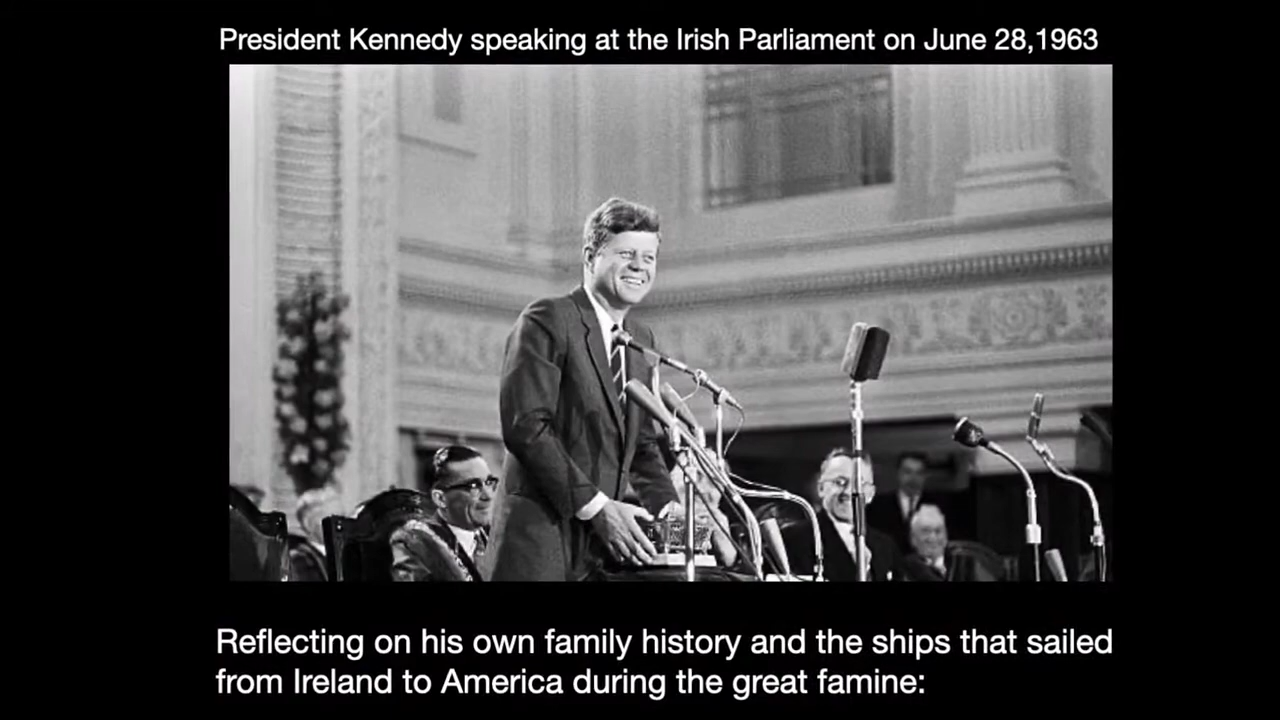 President Kennedy speaking at the Irish Parliament on June 28,1963
Reflecting on his own family history and the ships that sailed
from Ireland to America during the great famine: